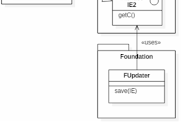 IE2
getC()
«uses»
Foundation
FUpdater
save(IE)